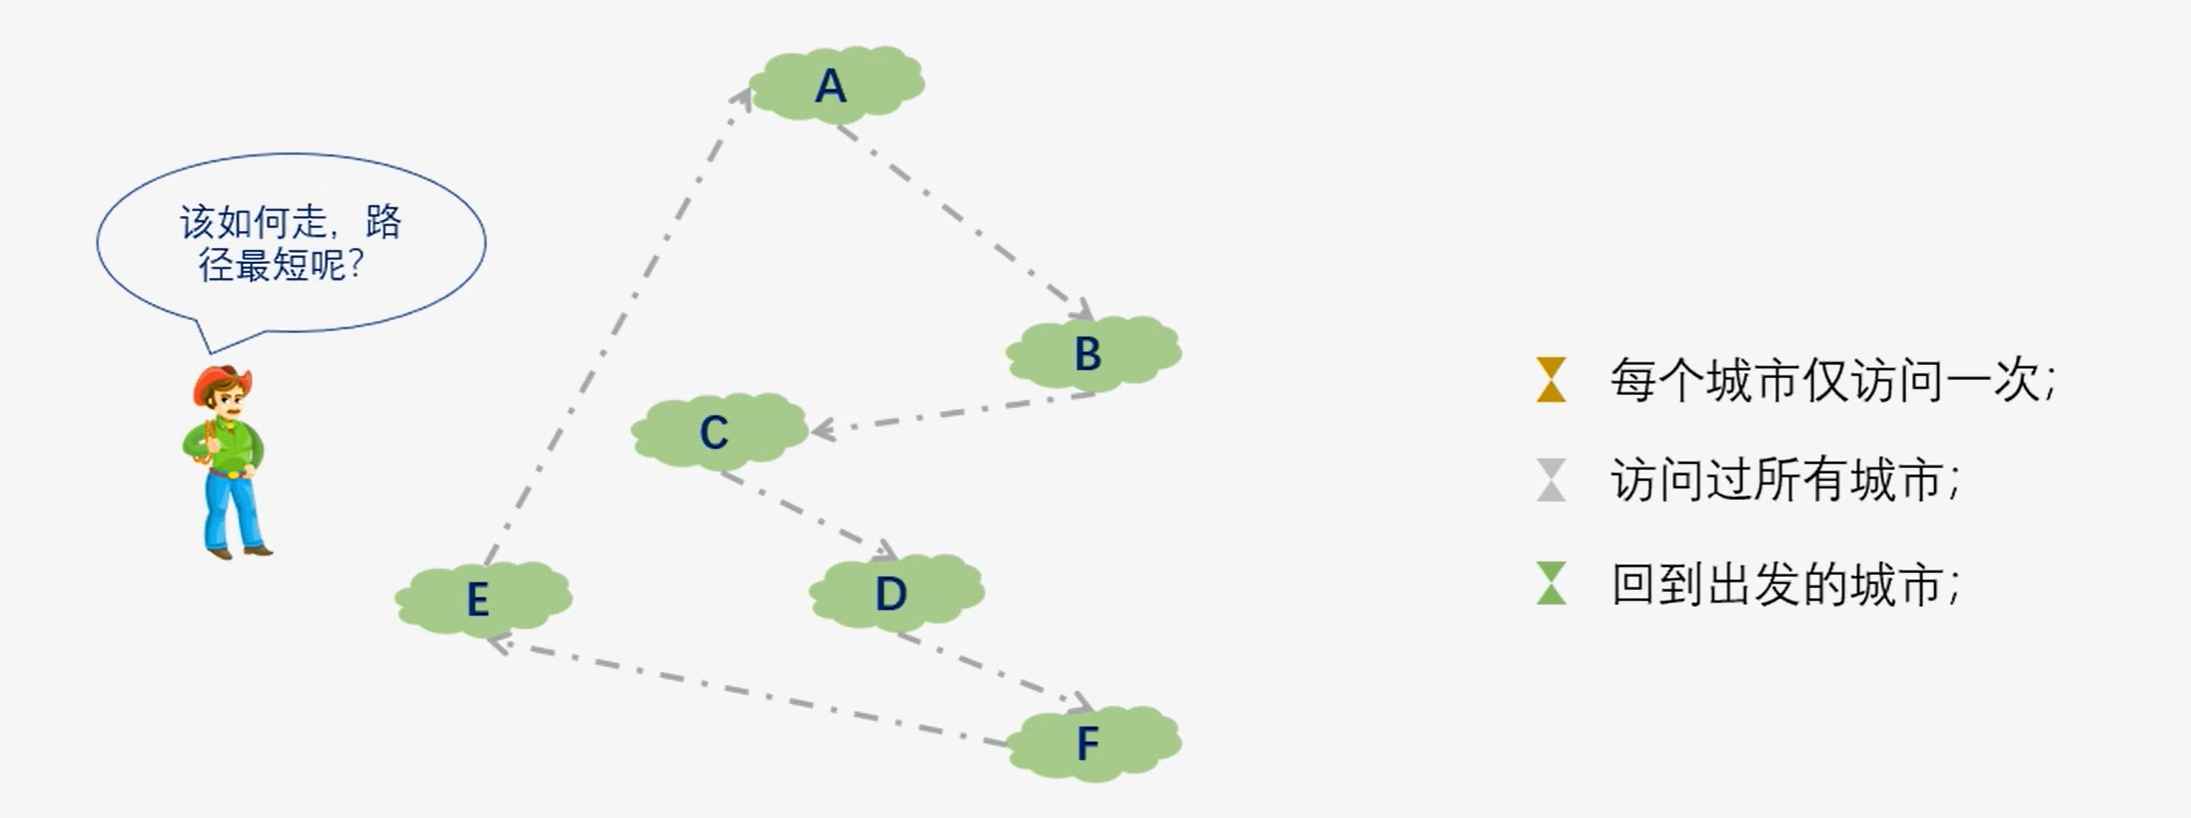 A
该如何走，路
径最短呢？
B
每个城市仅访问一次；
C
访问过所有城市；
E
D
回到出发的城市；
F